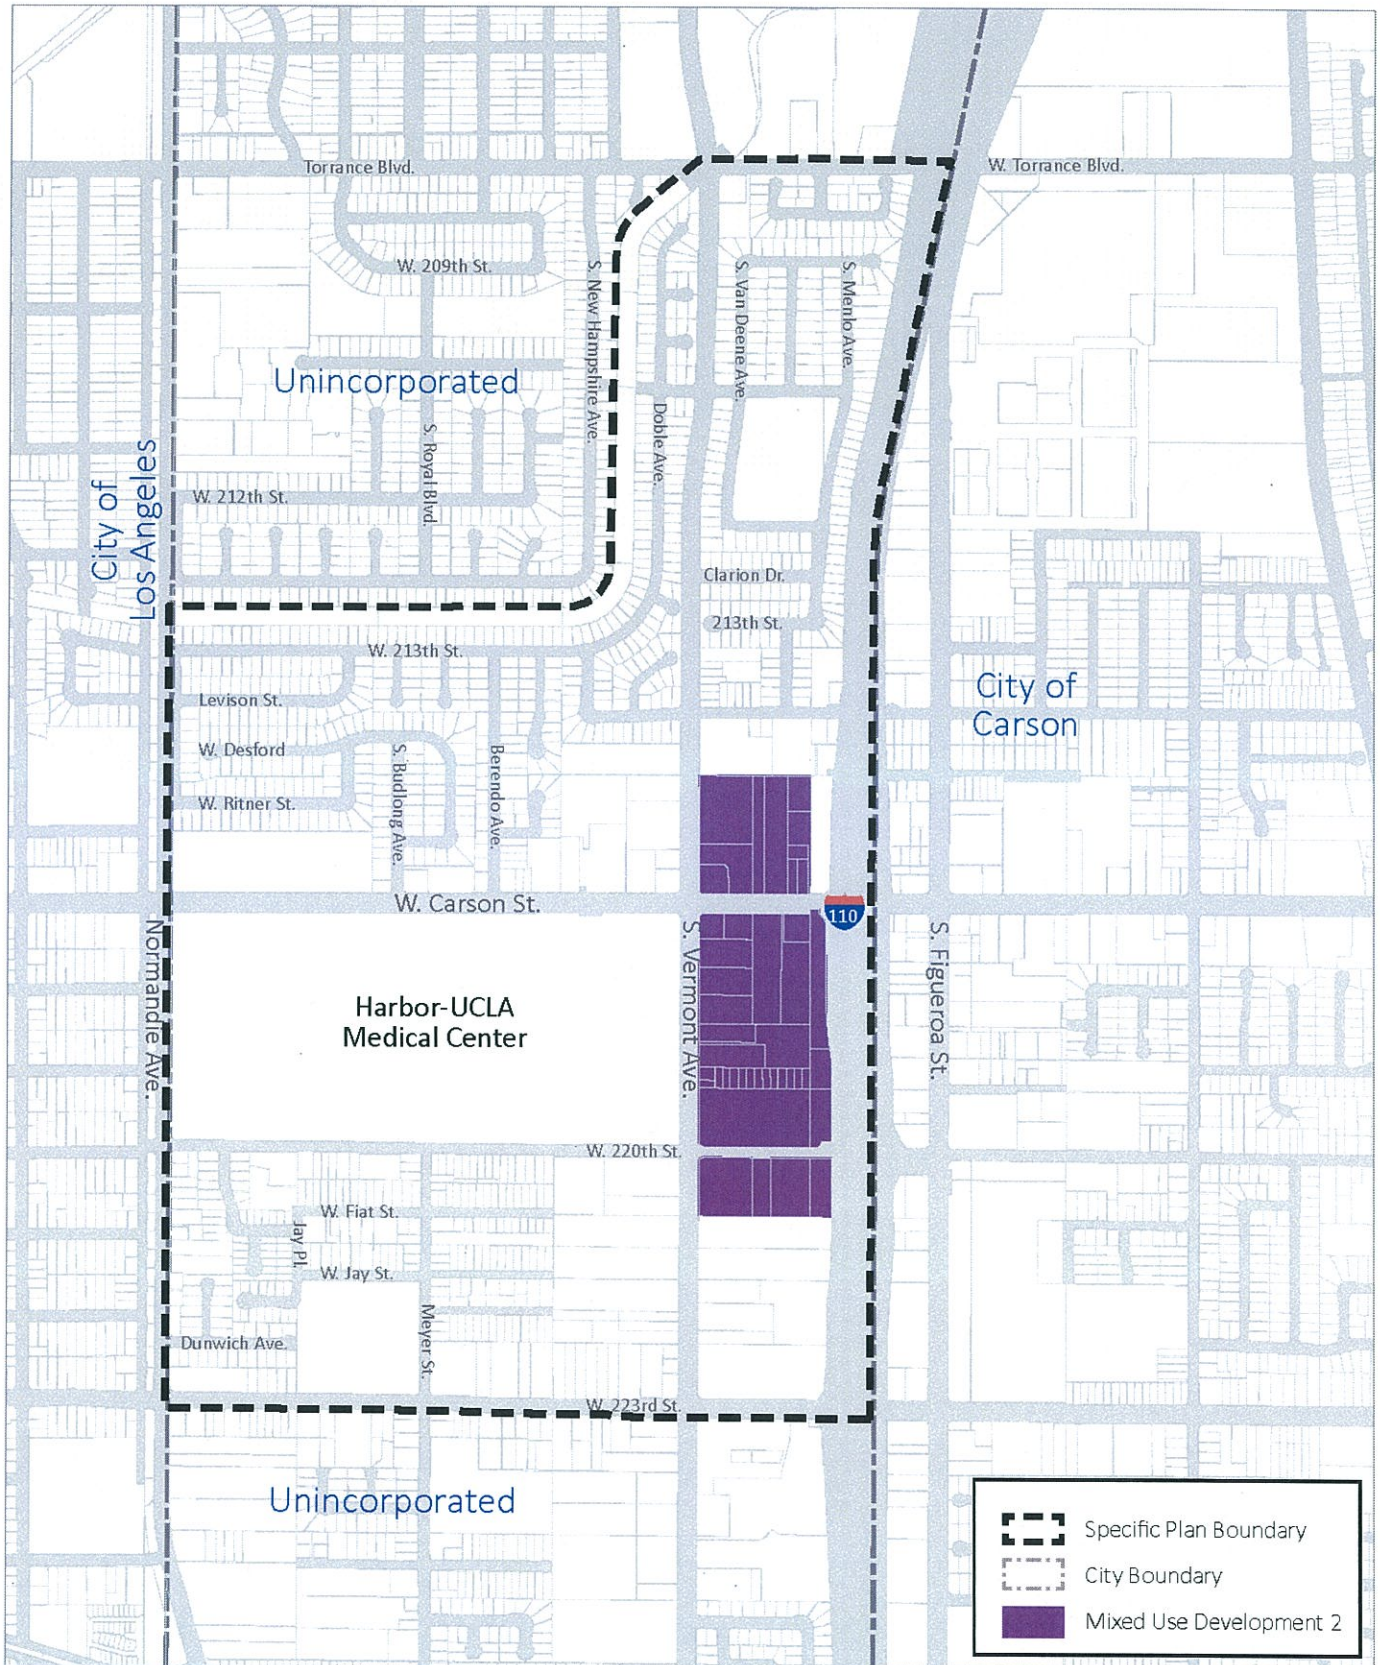 Torrance Blvd.
W. Torrance Blvd.
W. 209th St.
S. New Hampshire Ave.
S. Van Deene Ave.
S. Menlo Ave.
Unincorporated
Doble Ave.
S. Royal Blvd.
City of
Los Angeles
W. 212th St.
Clarion Dr.
213th St.
W. 213th St.
City of
Carson
Levison St.
W. Desford
S. Budlong Ave.
Berendo Ave.
W. Ritner St.
W. Carson St.
110
Normandie Ave.
S. Vermont Ave.
S. Figueroa St.
Harbor-UCLA
Medical Center
W. 220th St.
W. Fiat St.
Jay Pl.
W. Jay St.
Meyer St.
Dunwich Ave.
W. 223rd St.
Unincorporated
Specific Plan Boundary
City Boundary
Mixed Use Development 2